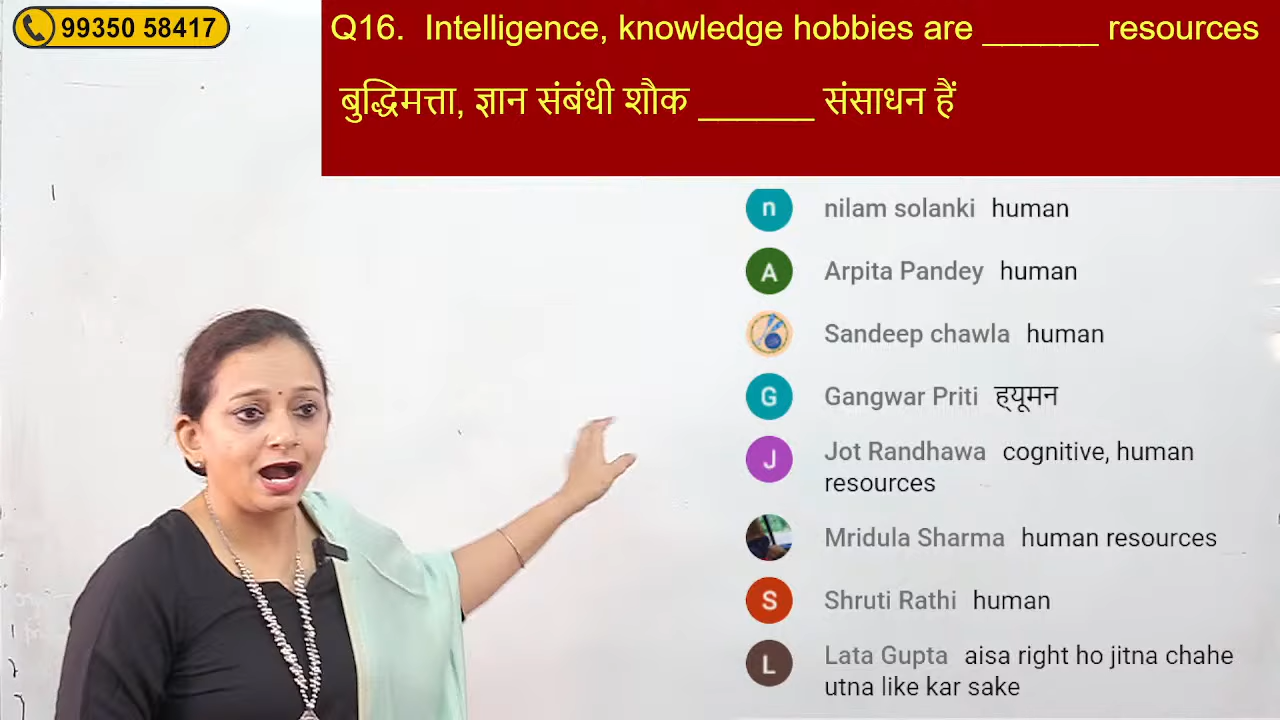 99350 58417
Q16. Intelligence, knowledge hobbies are ______ resources
बुद्धिमत्ता, ज्ञान संबंधी शौक ______ संसाधन हैं
n nilam solanki human
A Arpita Pandey human
Sandeep chawla human
G Gangwar Priti ह्यूमन
J Jot Randhawa cognitive, human
resources
Mridula Sharma human resources
S Shruti Rathi human
L Lata Gupta aisa right ho jitna chahe
utna like kar sake